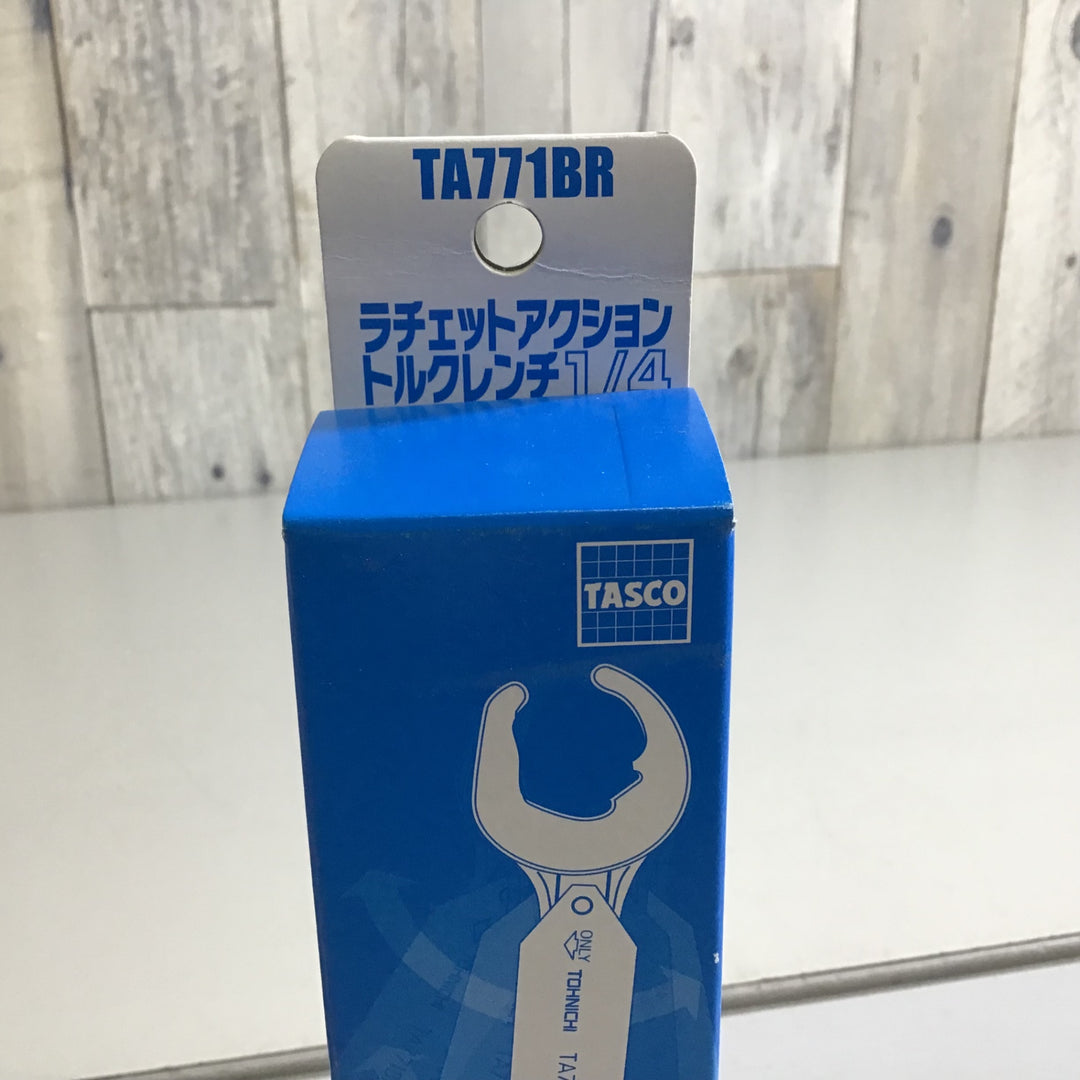 TA771BR
ラチェットアクション
トルクレンチ1/4
TASCO
ONLY
TOHNICHI TA7